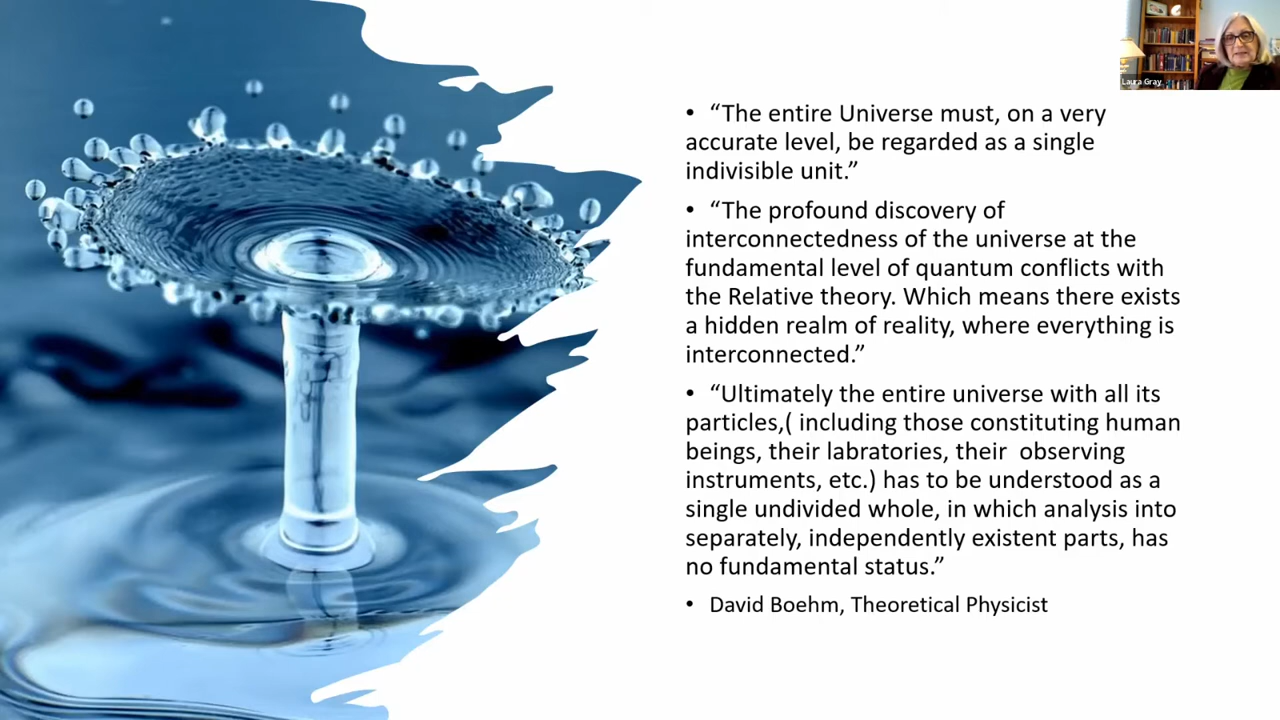 Laura Gray
• “The entire Universe must, on a very
accurate level, be regarded as a single
indivisible unit.”
• “The profound discovery of
interconnectedness of the universe at the
fundamental level of quantum conflicts with
the Relative theory. Which means there exists
a hidden realm of reality, where everything is
interconnected.”
• “Ultimately the entire universe with all its
particles,( including those constituting human
beings, their labratories, their  observing
instruments, etc.) has to be understood as a
single undivided whole, in which analysis into
separately, independently existent parts, has
no fundamental status.”
• David Boehm, Theoretical Physicist